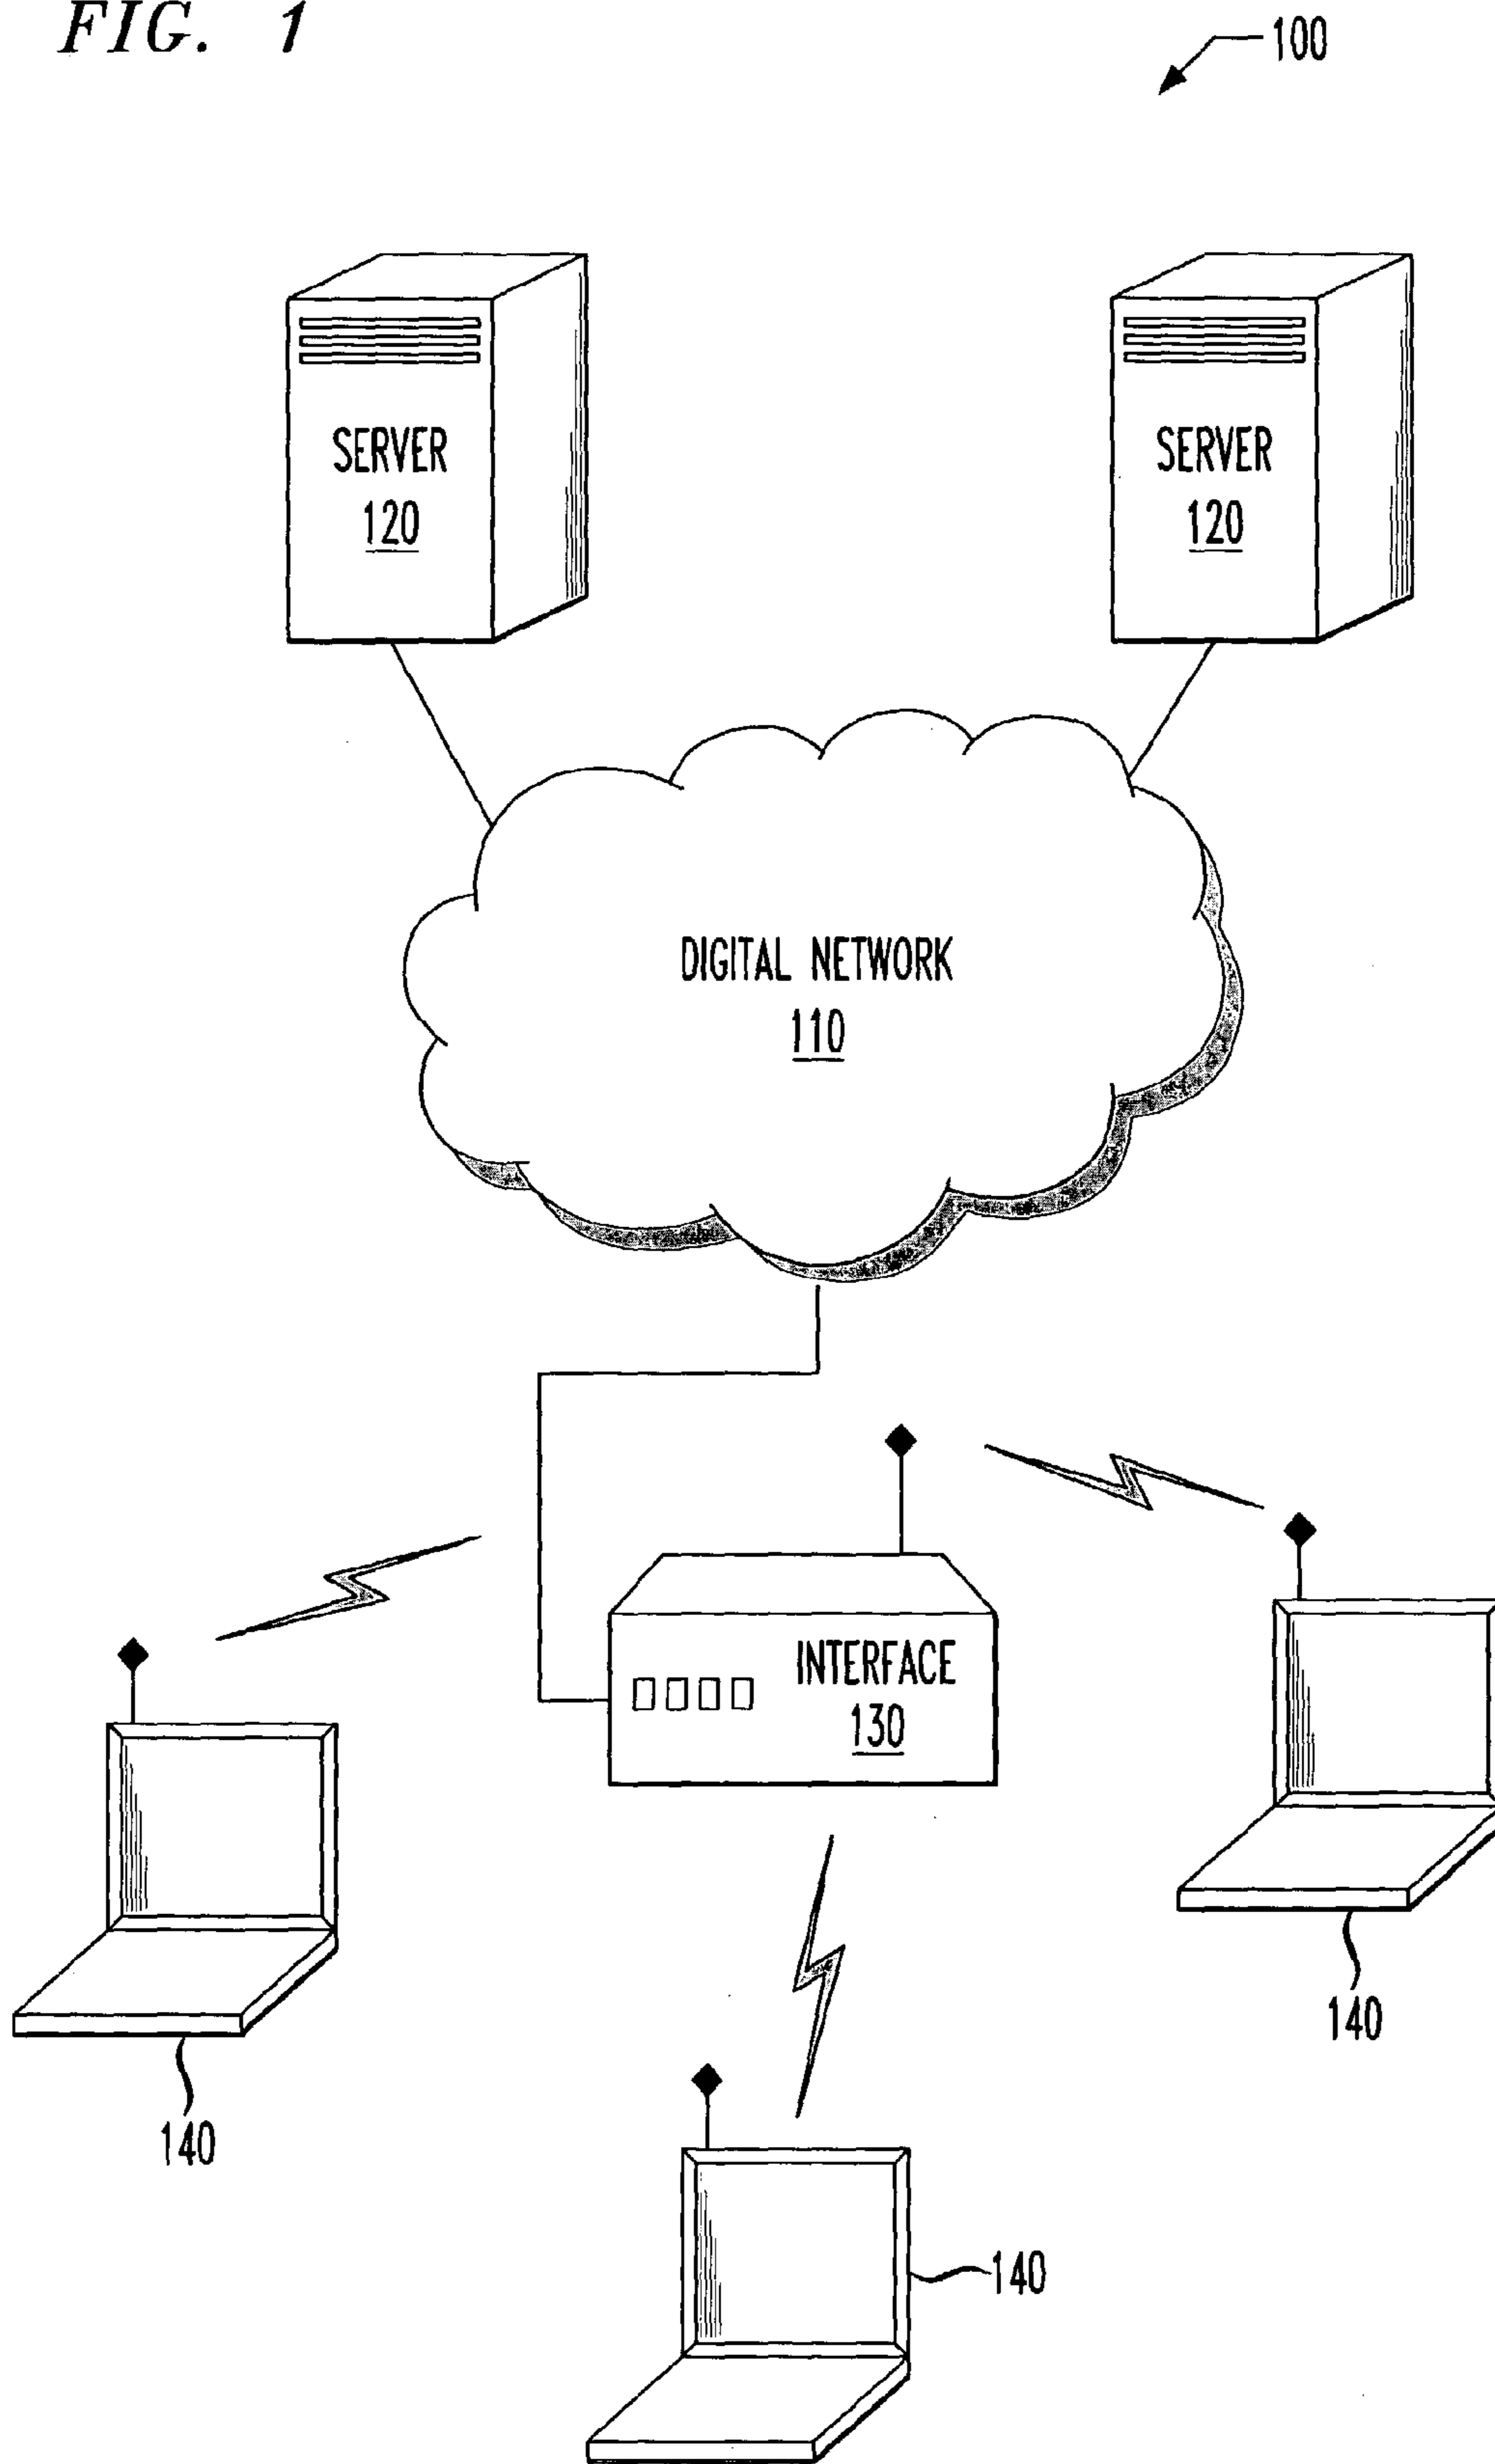 FIG. 1
100
SERVER
120
SERVER
120
DIGITAL NETWORK
110
INTERFACE
130
140
140
140